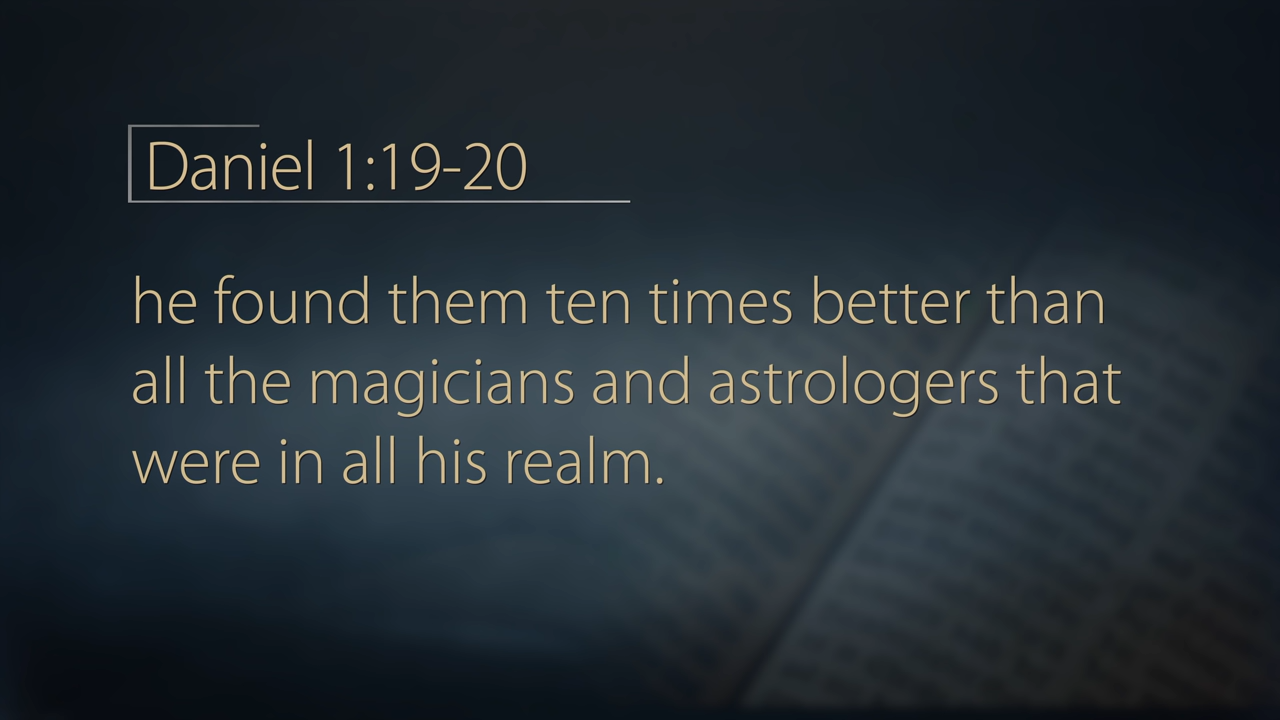 Daniel 1:19-20
he found them ten times better than
all the magicians and astrologers that
were in all his realm.